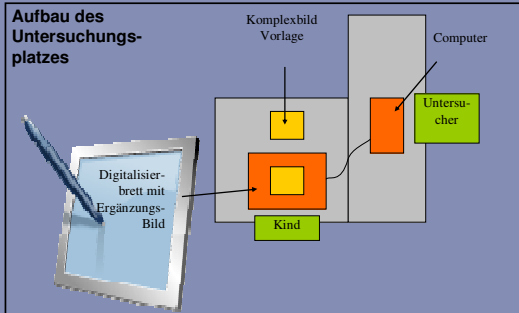 Aufbau des
Untersuchungs-
platzes
Komplexbild
Vorlage
Computer
Untersu-
cher
Digitalisier-
brett mit
Ergänzungs-
Bild
Kind